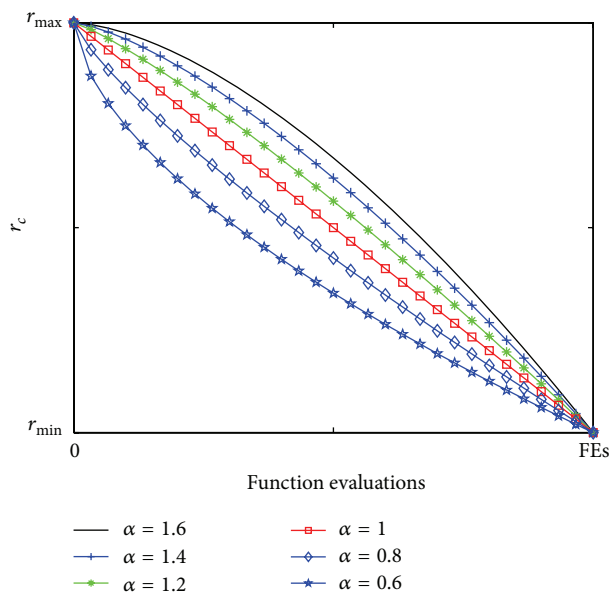 r_max
r_c
r_min
0 FEs
Function evaluations
α = 1.6 α = 1
α = 1.4 α = 0.8
α = 1.2 α = 0.6